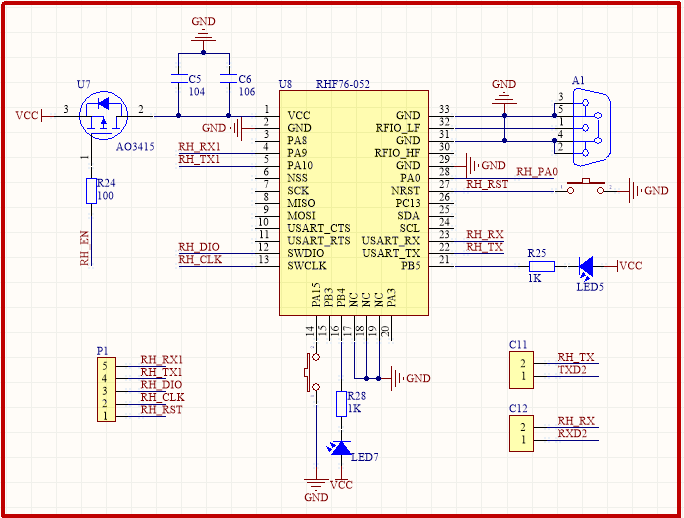 GND
U7
C5
104
C6
106
VCC
3
2
AO3415
1
R24
100
RH_EN
U8
RHF76-052
GND
1 VCC
2 GND
3 PA8
RH_RX1 4 PA9
RH_TX1 5 PA10
6 NSS
7 SCK
8 MISO
9 MOSI
10 USART_CTS
11 USART_RTS
RH_DIO 12 SWDIO
RH_CLK 13 SWCLK
GND 33
RFIO_LF 32
GND 31
RFIO_HF 30
GND 29 GND
PA0 28 RH_PA0
NRST 27 RH_RST
PC13 26
SDA 25
SCL 24
USART_RX 23 RH_RX
USART_TX 22 RH_TX
PB5 21
GND
A1
3
5
1
4
2
GND
R25
1K
LED5
VCC
PA15
PB3
PB4
NC
NC
NC
PA3
14
15
16
17
18
19
20
GND
R28
1K
LED7
VCC
GND
P1
5 RH_RX1
4 RH_TX1
3 RH_DIO
2 RH_CLK
1 RH_RST
C11
2 RH_TX
1 TXD2
C12
2 RH_RX
1 RXD2